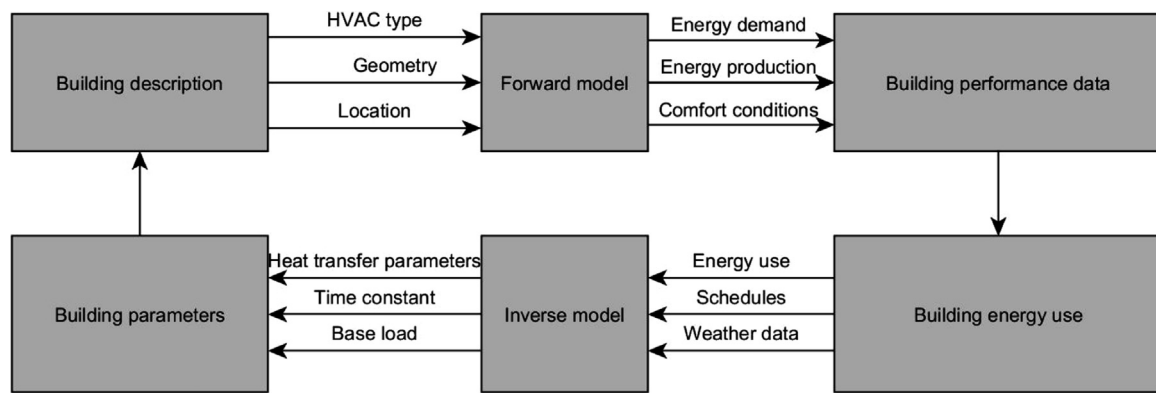 HVAC type
Energy demand
Building description
Geometry
Forward model
Energy production
Building performance data
Location
Comfort conditions
Heat transfer parameters
Energy use
Building parameters
Time constant
Inverse model
Schedules
Building energy use
Base load
Weather data